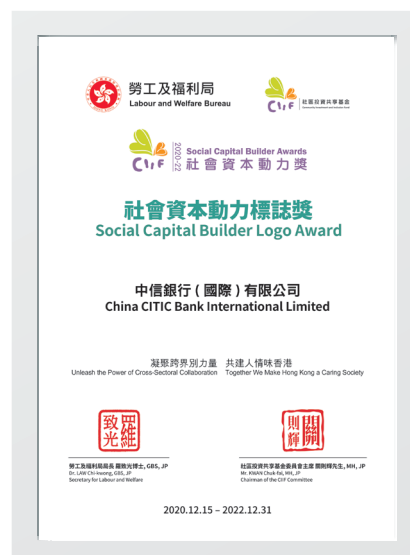 勞工及福利局
Labour and Welfare Bureau
CIIF
社區投資共享基金
Community Investment and Inclusion Fund
CIIF
2020-22
Social Capital Builder Awards
社會資本動力獎
社會資本動力標誌獎
Social Capital Builder Logo Award
中信銀行 ( 國際 ) 有限公司
China CITIC Bank International Limited
凝聚跨界別力量 共建人情味香港
Unleash the Power of Cross-Sectoral Collaboration Together We Make Hong Kong a Caring Society
羅致光
關則輝
勞工及福利局局長 羅致光博士, GBS, JP
Dr. LAW Chi-kwong, GBS, JP
Secretary for Labour and Welfare
社區投資共享基金委員會主席 關則輝先生, MH, JP
Mr. KWAN Chuk-fai, MH, JP
Chairman of the CIIF Committee
2020.12.15 – 2022.12.31